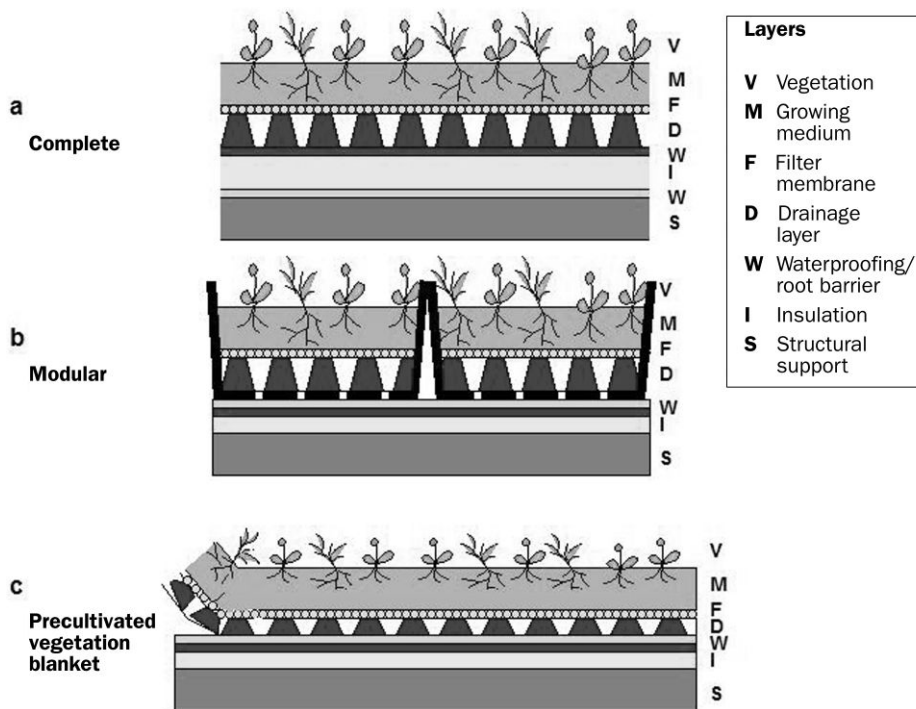 a
Complete
V
M
F
D
W
I
W
S
b
Modular
V
M
F
D
W
I
S
c
Precultivated
vegetation
blanket
V
M
F
D
W
I
S
Layers
V Vegetation
M Growing
medium
F Filter
membrane
D Drainage
layer
W Waterproofing/
root barrier
I Insulation
S Structural
support